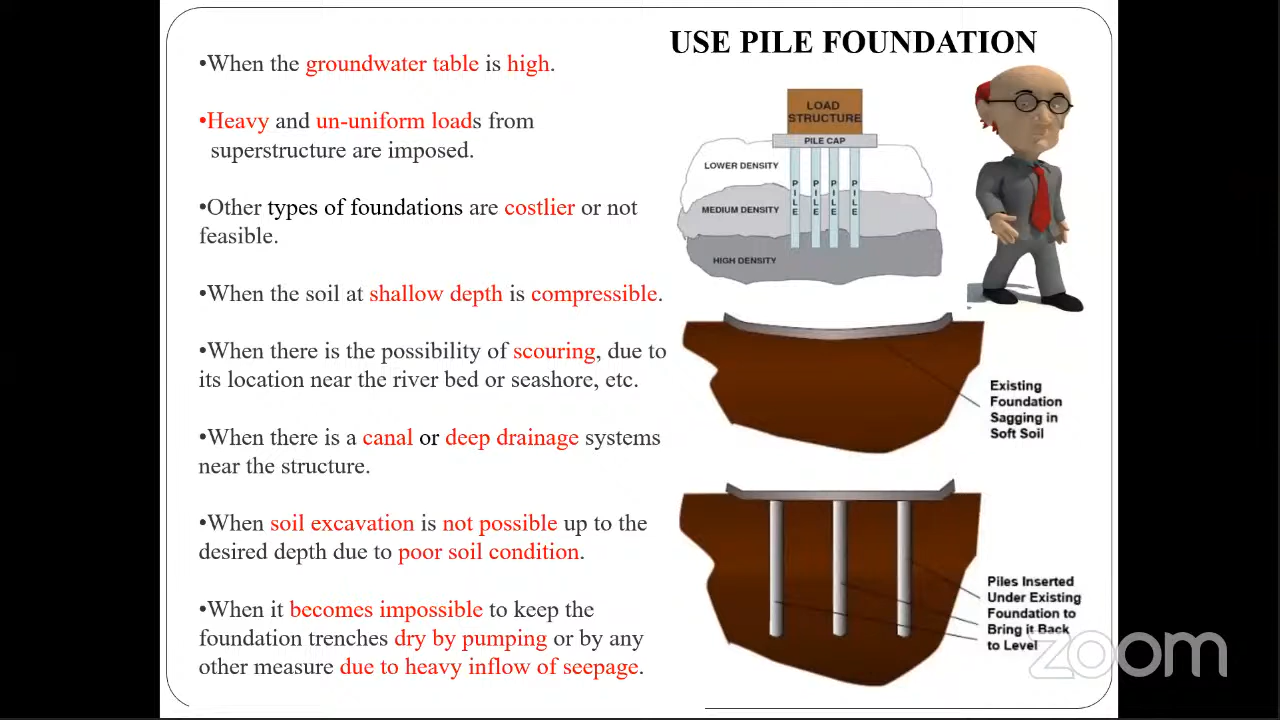 USE PILE FOUNDATION
•When the groundwater table is high.
•Heavy and un-uniform loads from
superstructure are imposed.
•Other types of foundations are costlier or not
feasible.
•When the soil at shallow depth is compressible.
•When there is the possibility of scouring, due to
its location near the river bed or seashore, etc.
•When there is a canal or deep drainage systems
near the structure.
•When soil excavation is not possible up to the
desired depth due to poor soil condition.
•When it becomes impossible to keep the
foundation trenches dry by pumping or by any
other measure due to heavy inflow of seepage.
LOAD
STRUCTURE
PILE CAP
LOWER DENSITY
MEDIUM DENSITY
HIGH DENSITY
PILE
PILE
PILE
PILE
Existing
Foundation
Sagging in
Soft Soil
Piles Inserted
Under Existing
Foundation to
Bring it Back
to Level
zoom